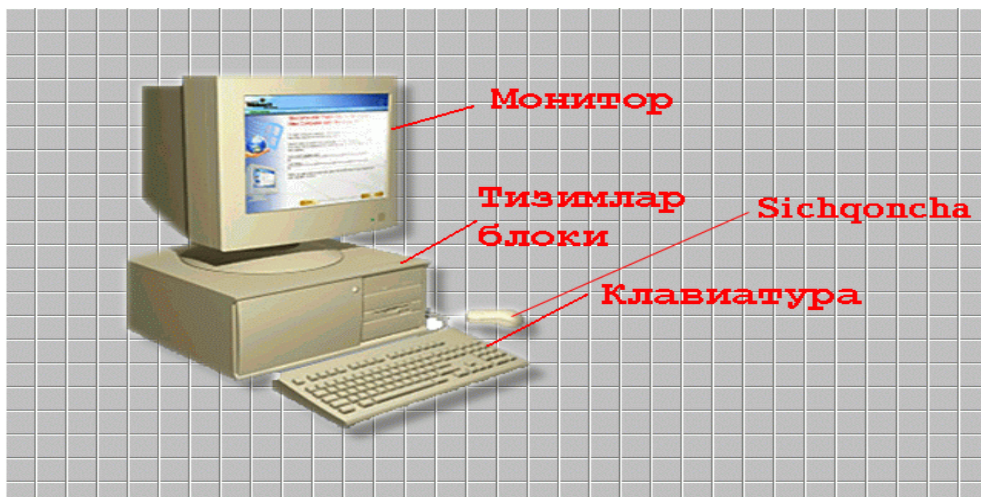 Монитор
Тизимлар
блоки
Sichqoncha
Клавиатура